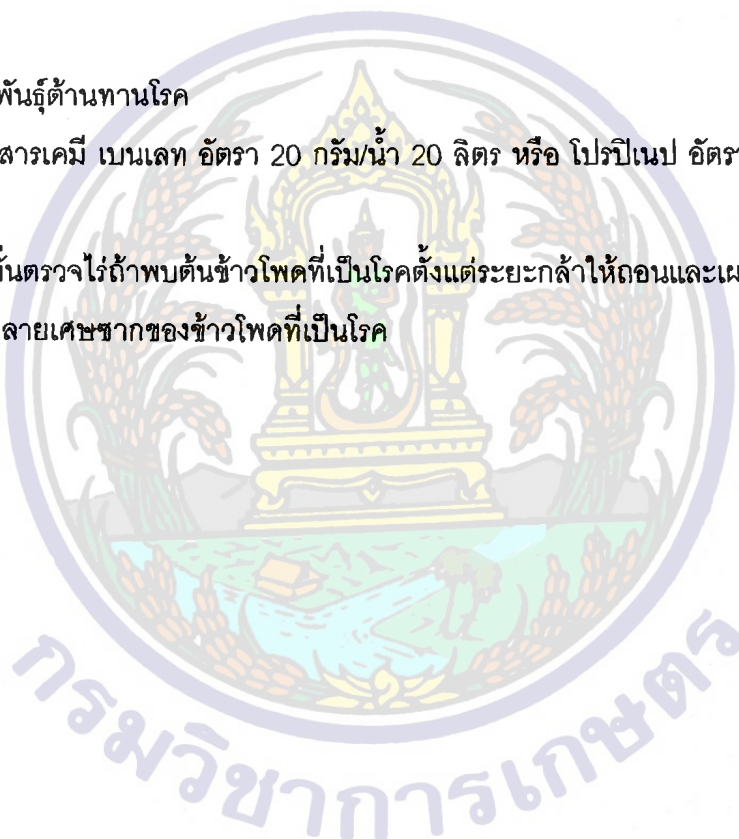 พันธุ์ต้านทานโรค
สารเคมี เบนเลท อัตรา 20 กรัม/น้ำ 20 ลิตร หรือ โปรปิเนป อัตรา
ั่นตรวจไร่ถ้าพบต้นข้าวโพดที่เป็นโรคตั้งแต่ระยะกล้าให้ถอนและเผ
ลายเศษซากของข้าวโพดที่เป็นโรค
กรมวิชาการเกษตร